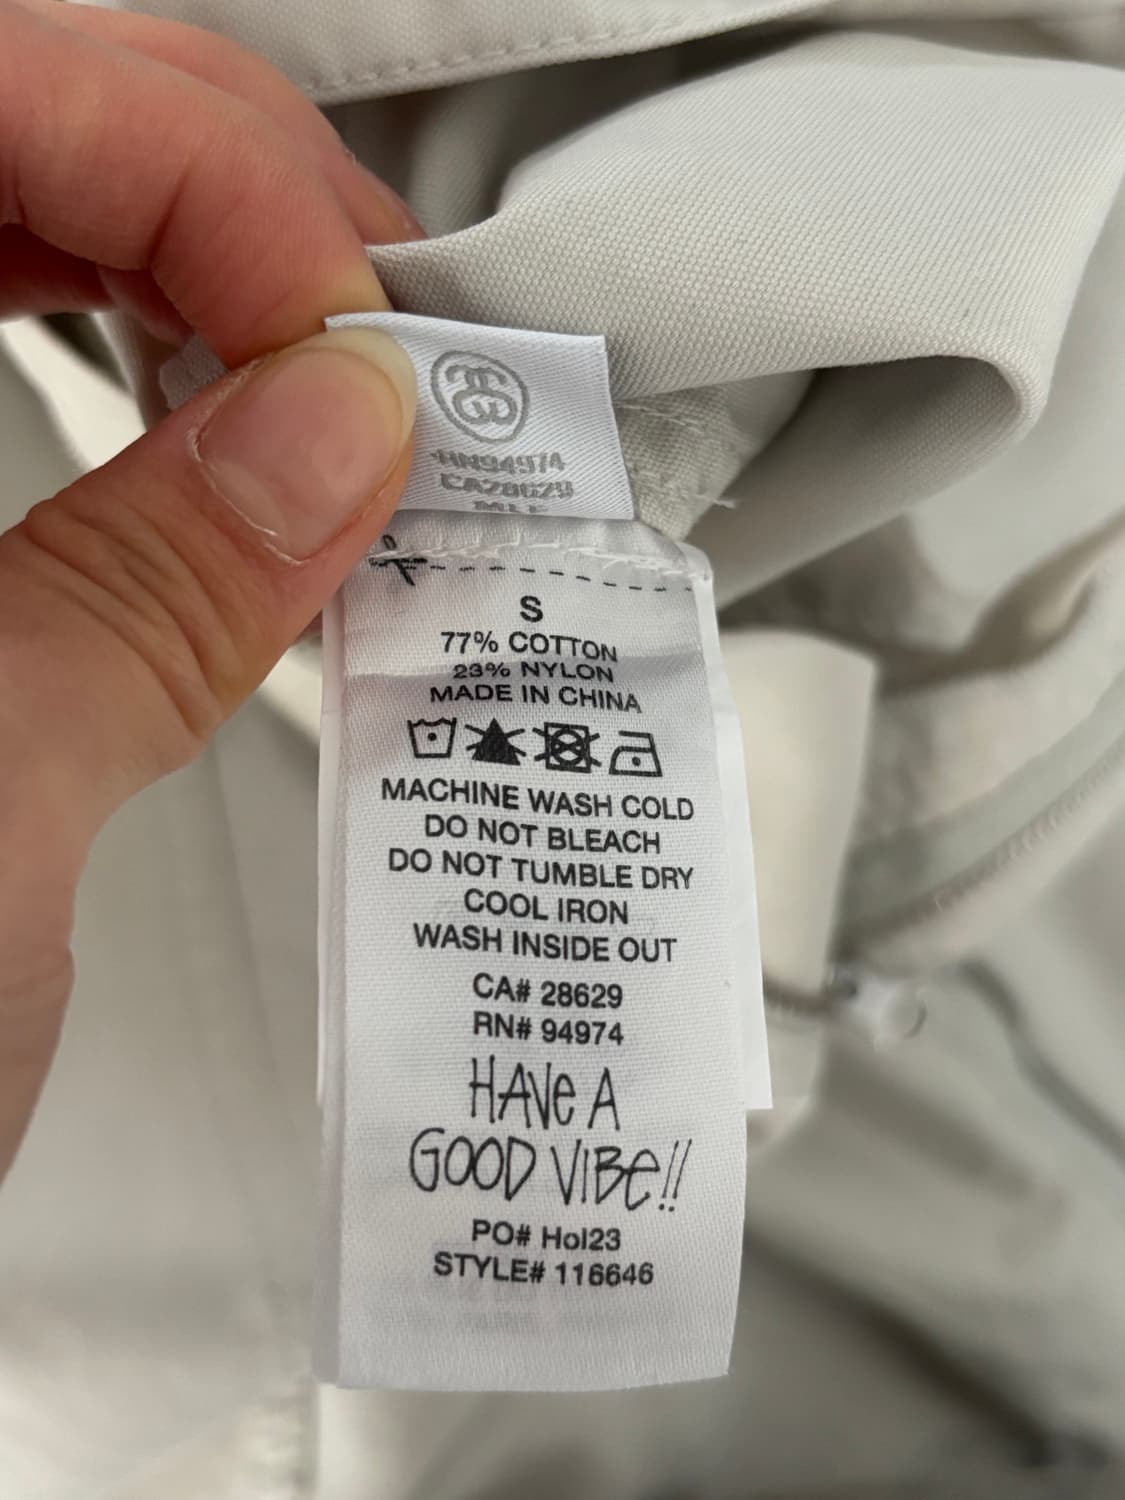 RN94974
CA28629
S
77% COTTON
23% NYLON
MADE IN CHINA
MACHINE WASH COLD
DO NOT BLEACH
DO NOT TUMBLE DRY
COOL IRON
WASH INSIDE OUT
CA# 28629
RN# 94974
HAVe A
GOOD VIBe!!
PO# Hol23
STYLE# 116646